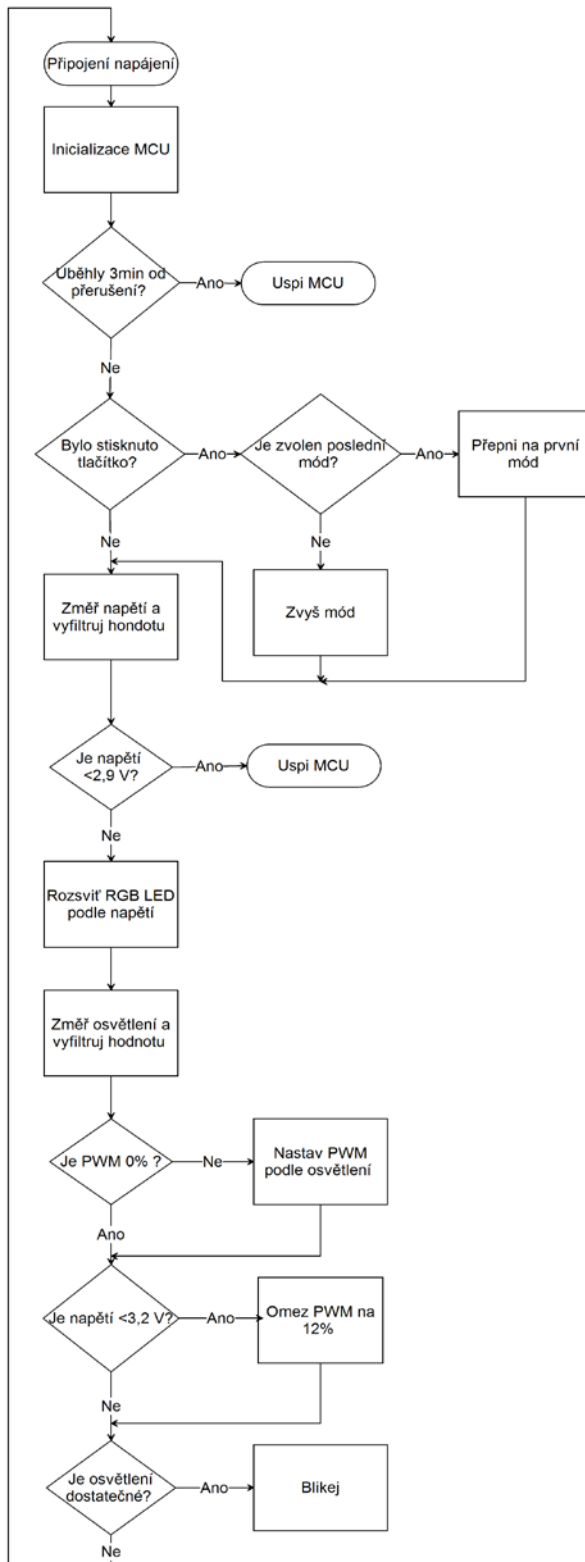 Připojení napájení
Inicializace MCU
Uběhly 3min od
přerušení?
Ano
Uspi MCU
Ne
Bylo stisknuto
tlačítko?
Ano
Je zvolen poslední
mód?
Ano
Přepni na první
mód
Ne
Ne
Změř napětí a
vyfiltruj hondotu
Zvyš mód
Je napětí
<2,9 V?
Ano
Uspi MCU
Ne
Rozsviť RGB LED
podle napětí
Změř osvětlení a
vyfiltruj hodnotu
Je PWM 0% ?
Ne
Nastav PWM
podle osvětlení
Ano
Je napětí <3,2 V?
Ano
Omez PWM na
12%
Ne
Je osvětlení
dostatečné?
Ano
Blikej
Ne